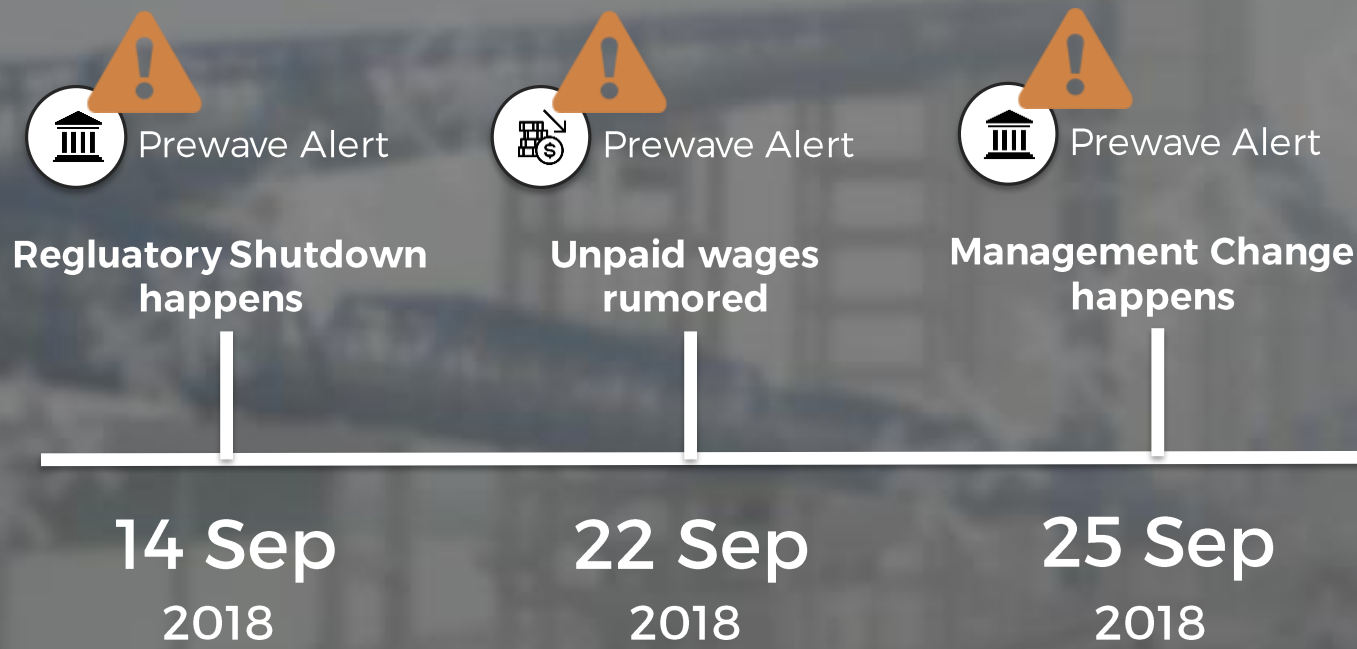 Prewave Alert
Regluatory Shutdown
happens
14 Sep
2018
Prewave Alert
Unpaid wages
rumored
22 Sep
2018
Prewave Alert
Management Change
happens
25 Sep
2018